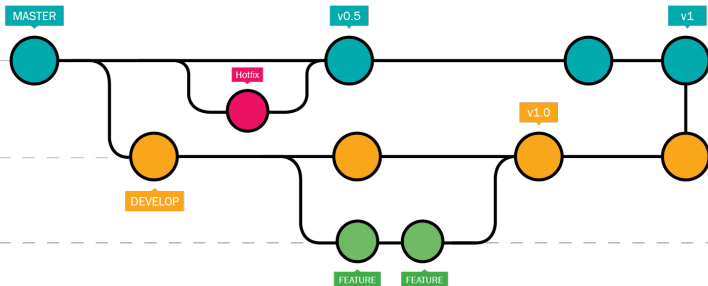 MASTER
v0.5
v1
Hotfix
v1.0
DEVELOP
FEATURE
FEATURE